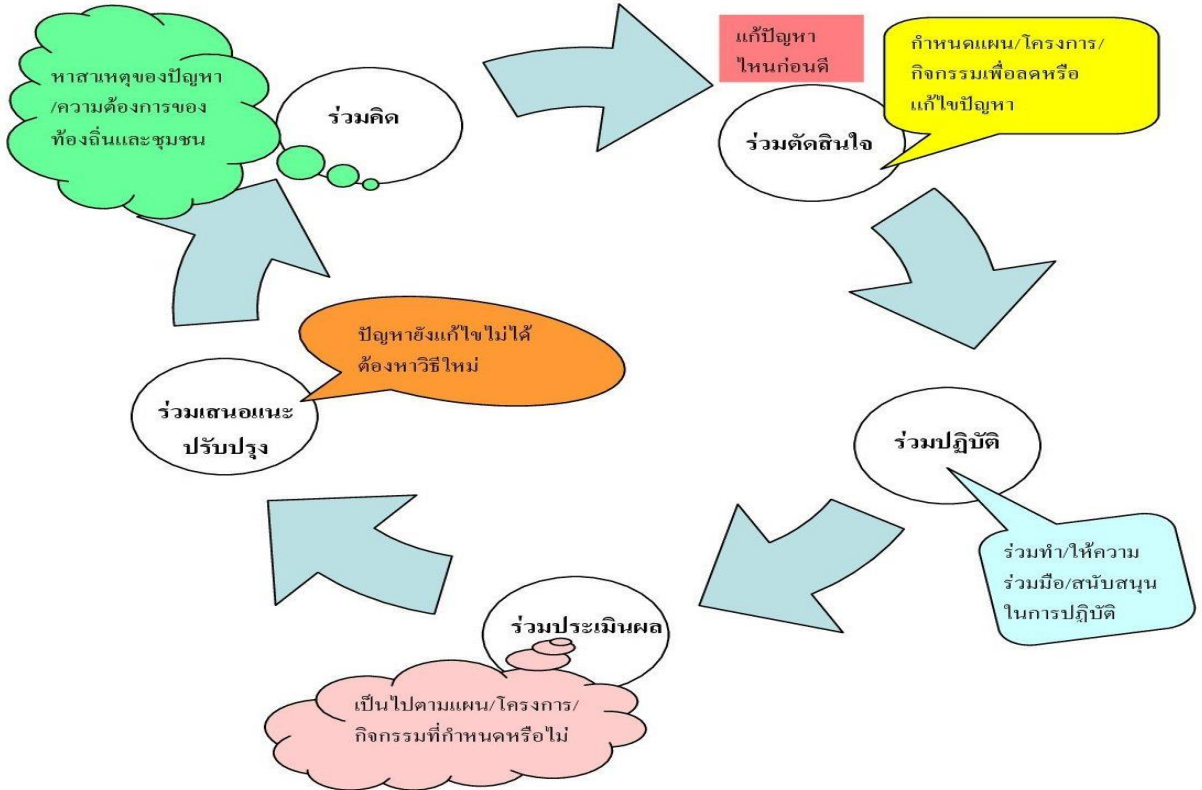 หาสาเหตุของปัญหา
/ความต้องการของ
ท้องถิ่นและชุมชน
ร่วมคิด
แก้ปัญหา
ไหนก่อนดี
กำหนดแผน/โครงการ/
กิจกรรมเพื่อลดหรือ
แก้ไขปัญหา
ร่วมตัดสินใจ
ร่วมปฏิบัติ
ร่วมทำ/ให้ความ
ร่วมมือ/สนับสนุน
ในการปฏิบัติ
ร่วมประเมินผล
เป็นไปตามแผน/โครงการ/
กิจกรรมที่กำหนดหรือไม่
ร่วมเสนอแนะ
ปรับปรุง
ปัญหายังแก้ไขไม่ได้
ต้องหาวิธีใหม่